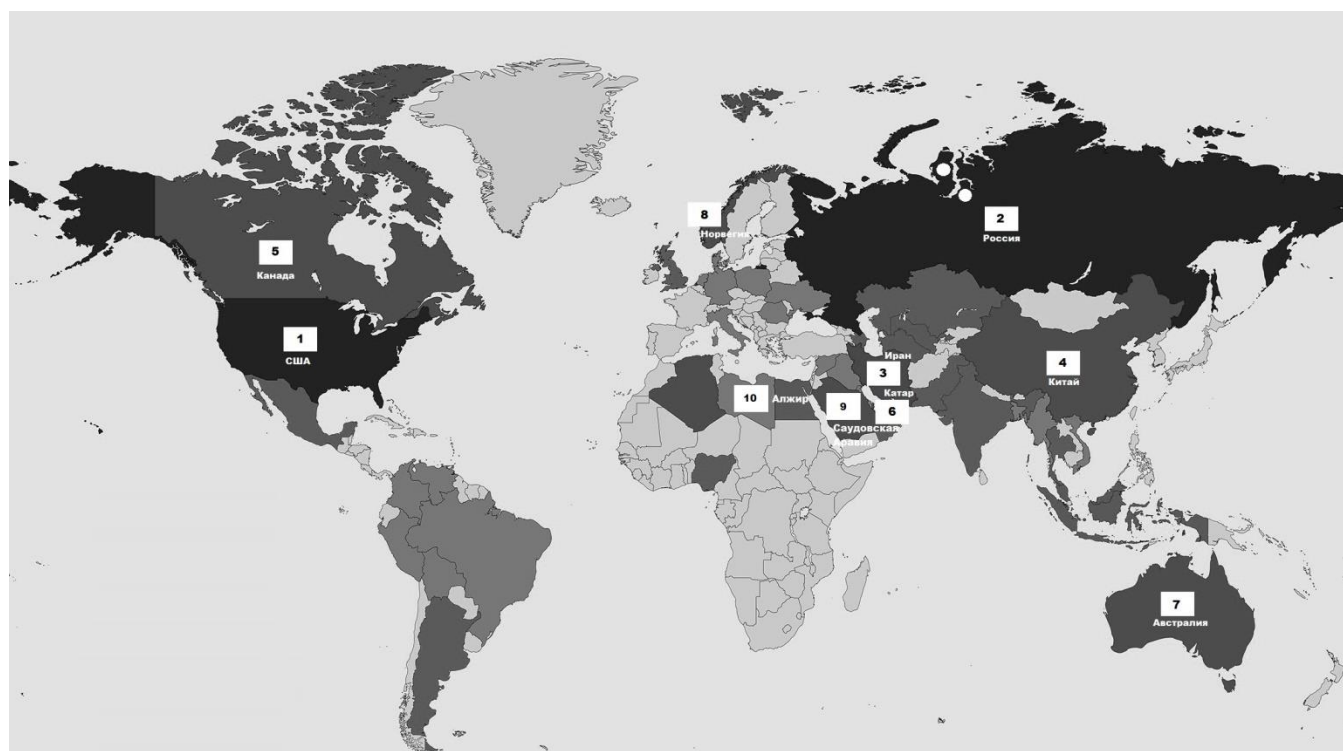 8
Норвегия
2
Россия
5
Канада
1
США
Иран
3
4
Китай
Катар
10
Алжир
9
6
Саудовская
Аравия
7
Австралия